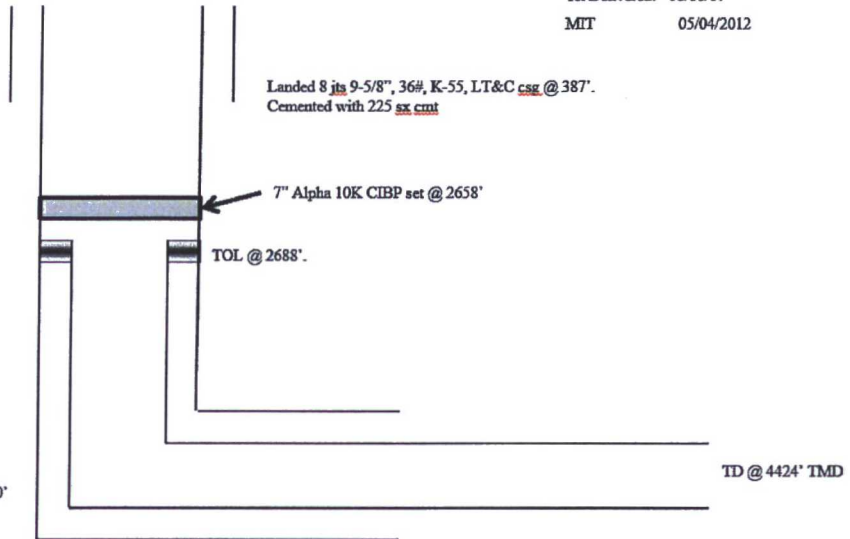 MIT 05/04/2012
Landed 8 jts 9-5/8", 36#, K-55, LT&C csg @ 387'.
Cemented with 225 sx cmt
7" Alpha 10K CIBP set @ 2658'
TOL @ 2688'.
TD @ 4424' TMD
0'